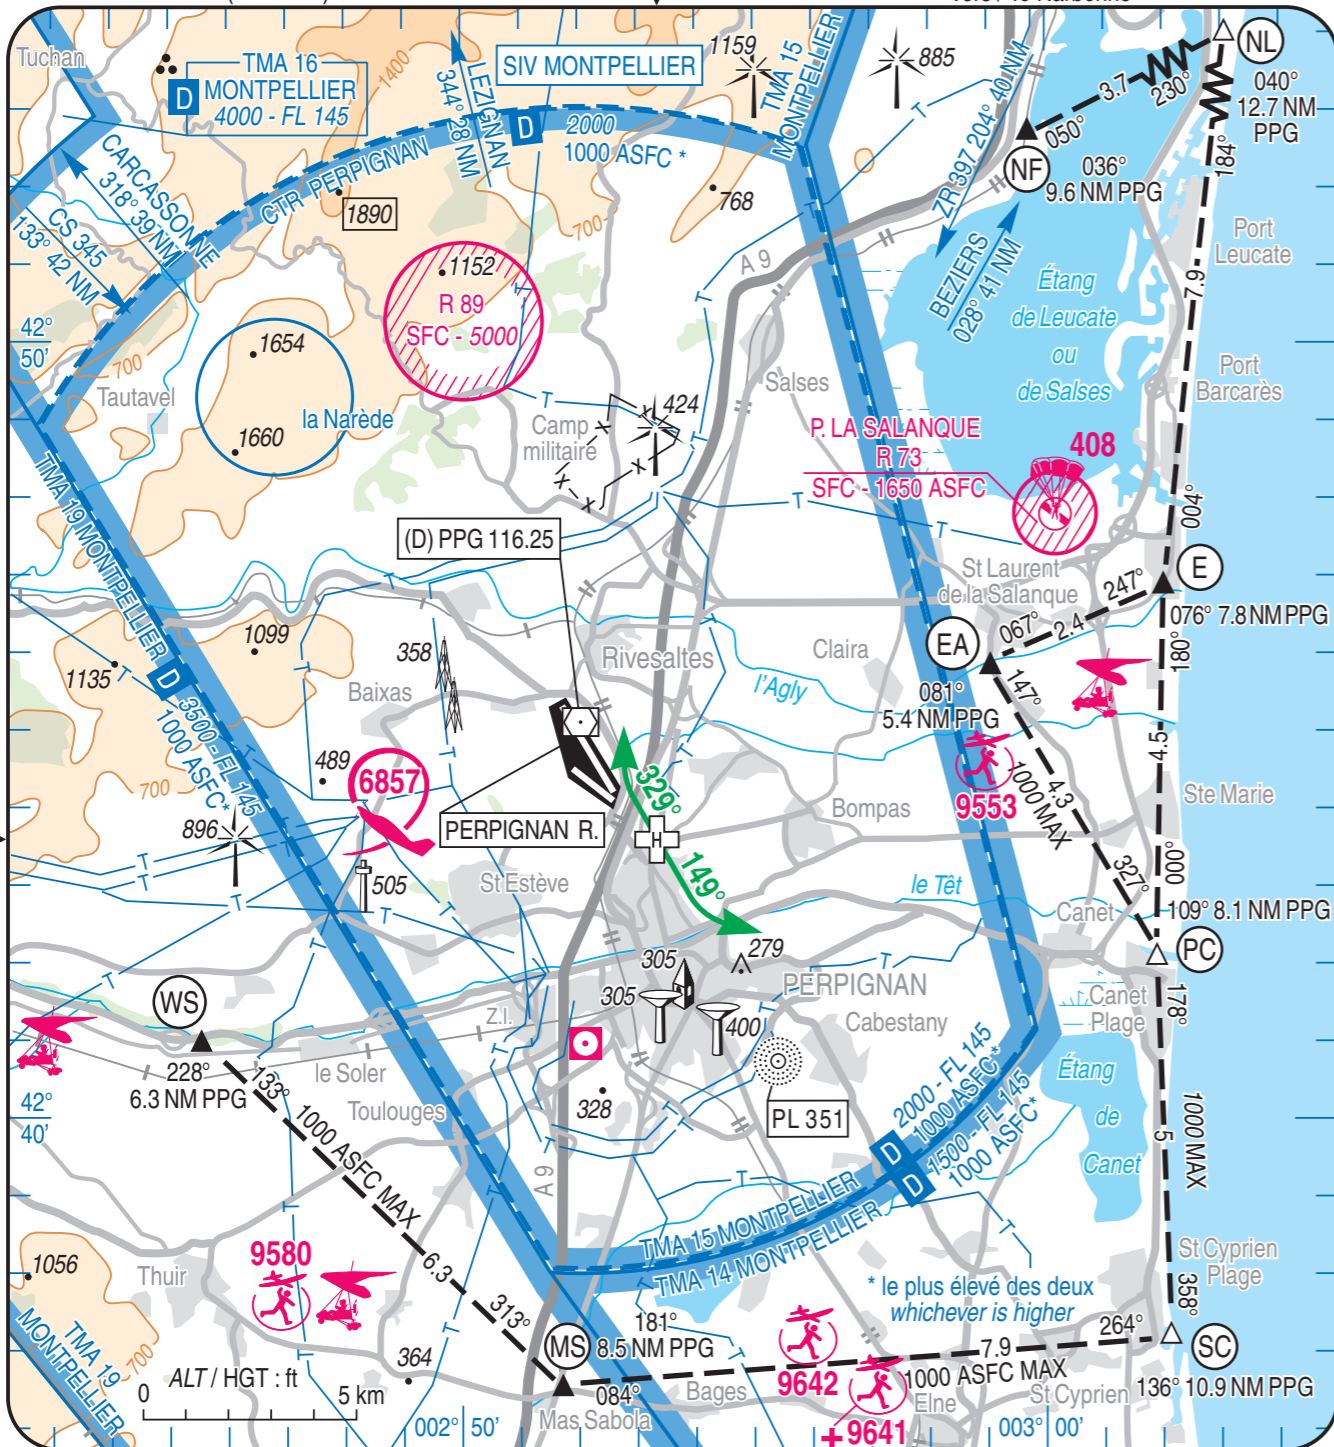 Tuchan
TMA 16
MONTPELLIER
4000 - FL 145
D
1400
LEZIGNAN
344° 28 NM
SIV MONTPELLIER
1159
TMA 15
MONTPELLIER
885
3.7
230°
050°
NL
040°
12.7 NM
PPG
NF
036°
9.6 NM PPG
184°
D
2000
1000 ASFC *
CTR PERPIGNAN
CARCASSONNE
318° 39 NM
CS 345
133° 42 NM
1890
768
700
ZR 397 204° 40 NM
BEZIERS
028° 41 NM
A 9
Port
Leucate
7.9
Étang
de Leucate
ou
de Salses
1152
R 89
SFC - 5000
42°
50'
1654
700
Tautavel
la Narède
1660
Salses
Port
Barcarès
424
Camp
militaire
P. LA SALANQUE
R 73
SFC - 1650 ASFC
408
004°
(D) PPG 116.25
TMA 19 MONTPELLIER
D
3500 - FL 145
1000 ASFC*
St Laurent
de la Salanque
247°
067°
2.4
E
076° 7.8 NM PPG
180°
EA
081°
5.4 NM PPG
147°
1099
1135
358
Baixas
Rivesaltes
Claira
l'Agly
4.5
489
700
6857
896
505
329°
149°
H
PERPIGNAN R.
St Estève
Bompas
9553
4.3
1000 MAX
327°
Ste Marie
000°
le Têt
Canet
109° 8.1 NM PPG
PC
178°
279
305
305
400
PERPIGNAN
Cabestany
Canet
Plage
WS
228°
6.3 NM PPG
Z.I.
133°
le Soler
Toulouges
328
PL 351
2000 - FL 145
1000 ASFC*
D
D
1500 - FL 145
1000 ASFC*
Étang
de
Canet
1000 MAX
5
42°
40'
1000 ASFC MAX
6.3
313°
A 9
TMA 15 MONTPELLIER
TMA 14 MONTPELLIER
1056
Thuir
9580
TMA 19
MONTPELLIER
700
* le plus élevé des deux
whichever is higher
St Cyprien
Plage
358°
264°
SC
136° 10.9 NM PPG
MS
181°
8.5 NM PPG
084°
Mas Sabola
Bages
9642
9641
7.9
1000 ASFC MAX
Elne
St Cyprien
364
ALT / HGT : ft
0
5 km
002° 50'
003° 00'